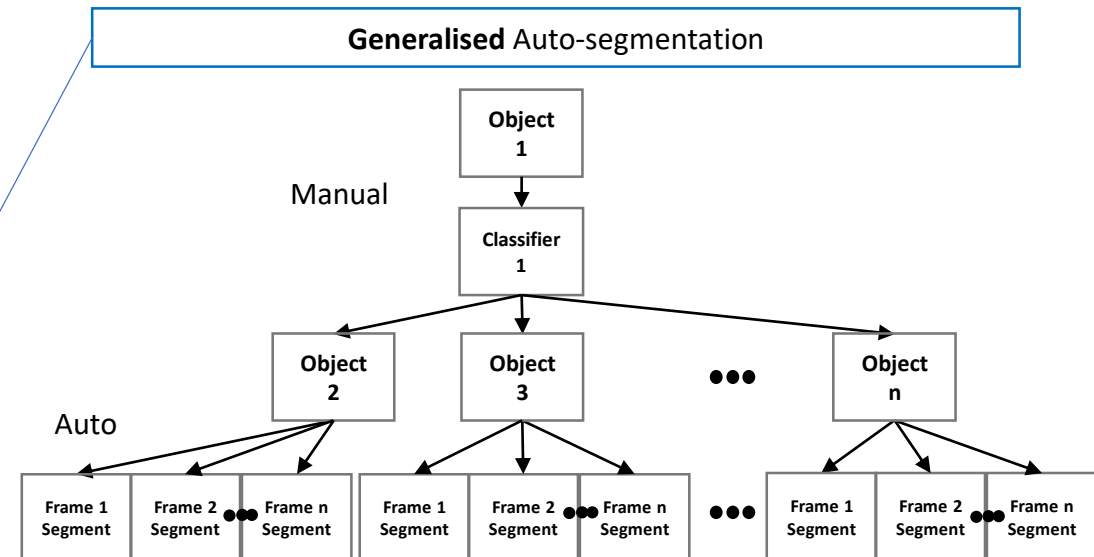 Generalised Auto-segmentation
Object
1
Manual
Classifier
1
Object
2
Object
3
Object
n
Auto
Frame 1
Segment
Frame 2
Segment
Frame n
Segment
Frame 1
Segment
Frame 2
Segment
Frame n
Segment
Frame 1
Segment
Frame 2
Segment
Frame n
Segment